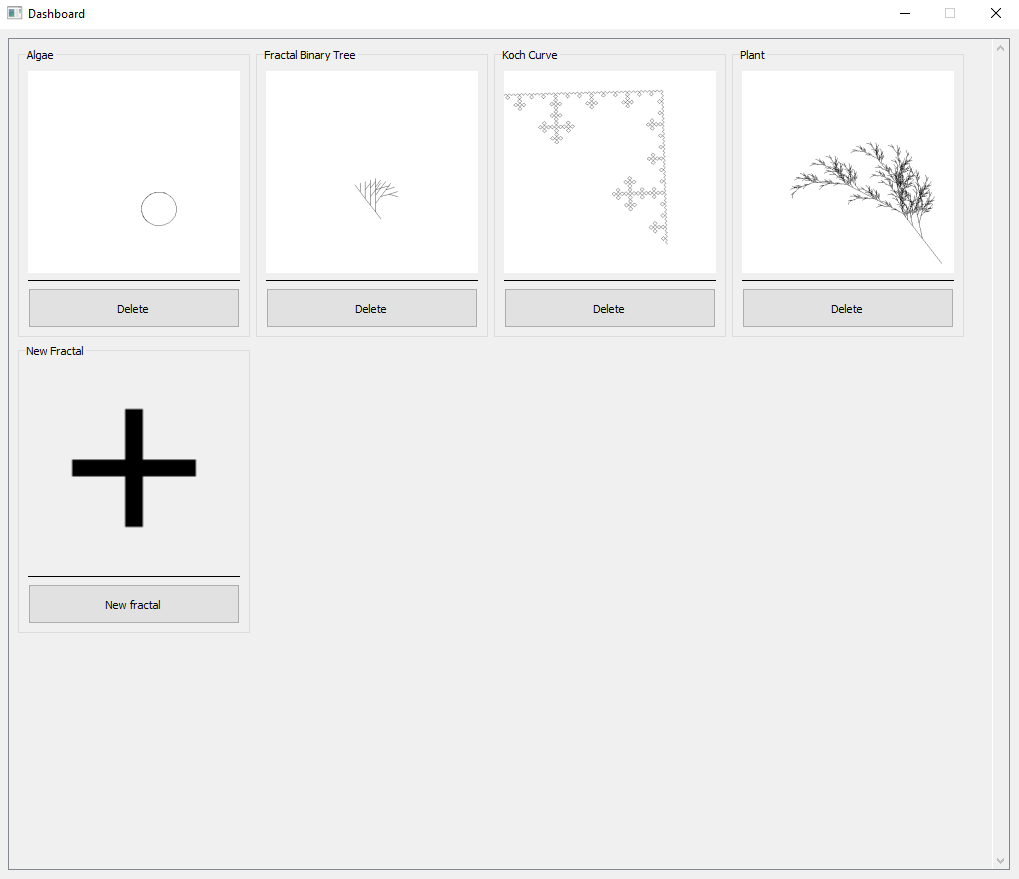 Dashboard
Algae
Fractal Binary Tree
Koch Curve
Plant
Delete
Delete
Delete
Delete
New Fractal
New fractal